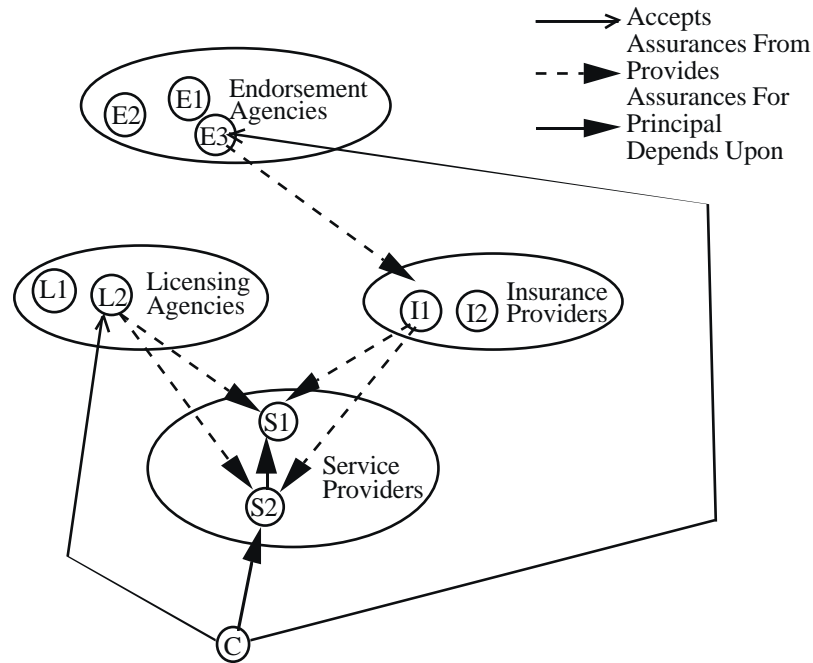 Accepts
Assurances From
Provides
Assurances For
Principal
Depends Upon
E1
E2
E3
Endorsement
Agencies
L1
L2
Licensing
Agencies
I1
I2
Insurance
Providers
S1
S2
Service
Providers
C